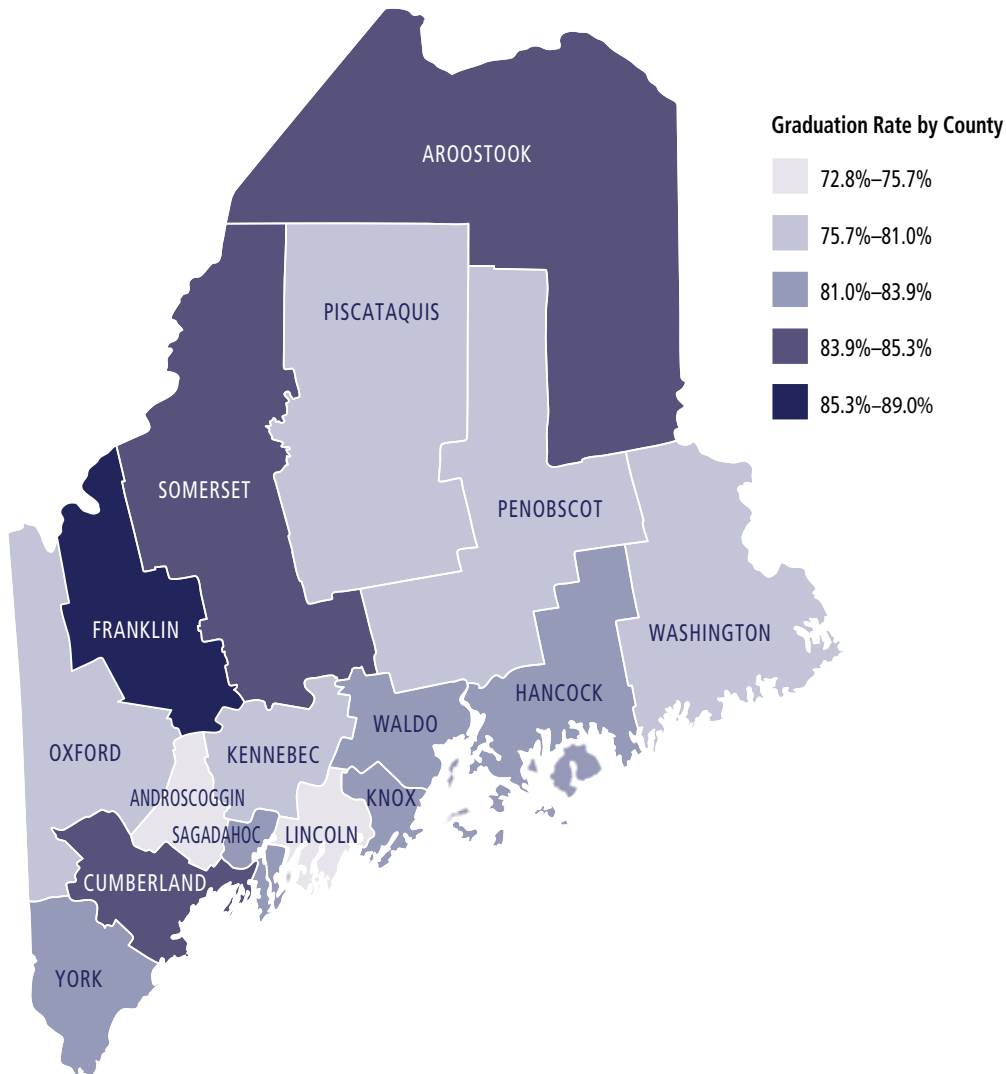 Graduation Rate by County
72.8%–75.7%
75.7%–81.0%
81.0%–83.9%
83.9%–85.3%
85.3%–89.0%
AROOSTOOK
PISCATAQUIS
SOMERSET
PENOBSCOT
FRANKLIN
WASHINGTON
HANCOCK
WALDO
OXFORD
KENNEBEC
ANDROSCOGGIN
KNOX
SAGADAHOC
LINCOLN
CUMBERLAND
YORK